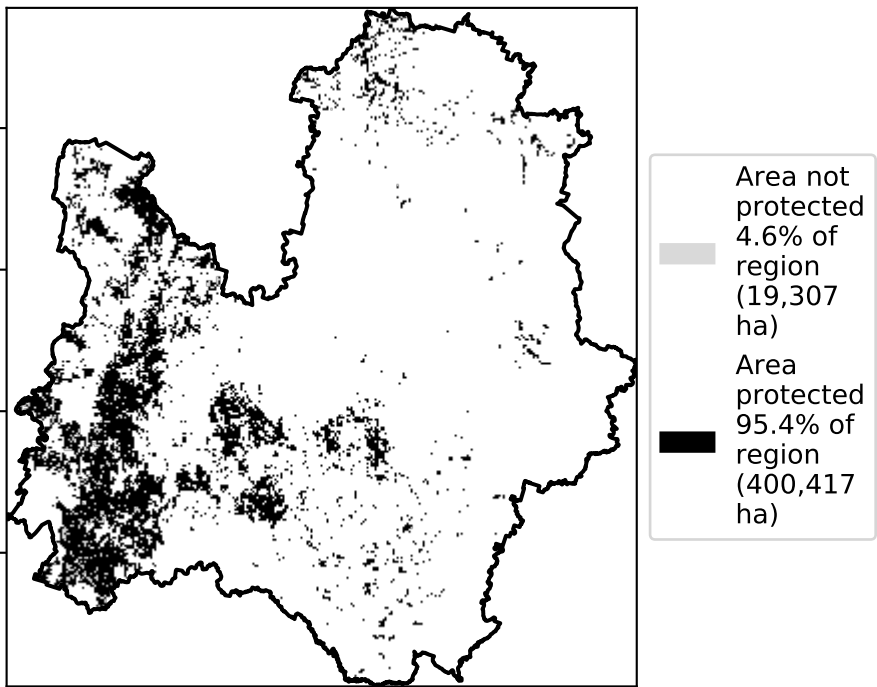 Area not
protected
4.6% of
region
(19,307
ha)
Area
protected
95.4% of
region
(400,417
ha)